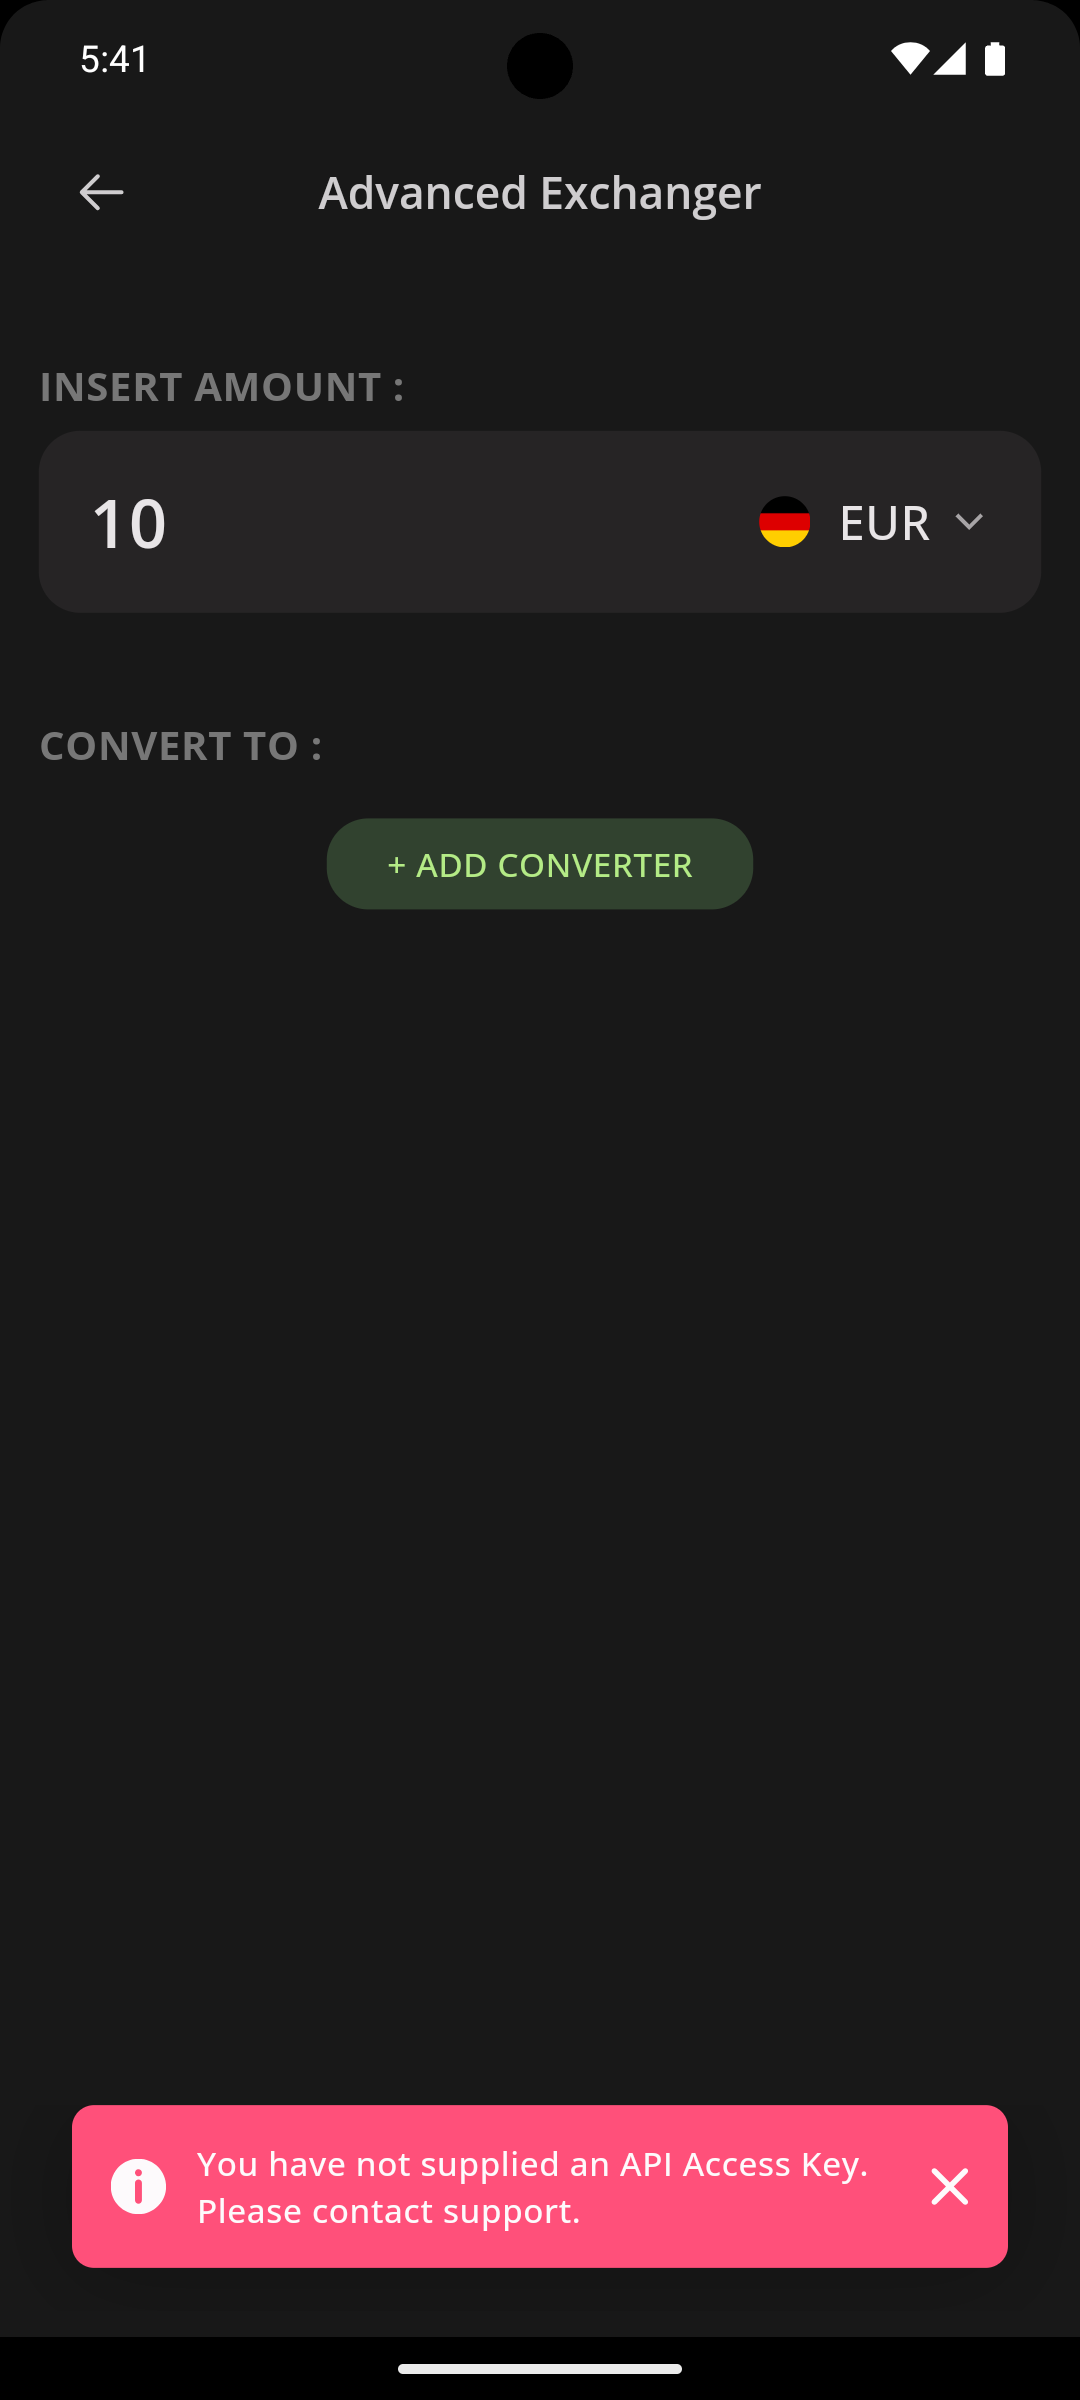 5:41
Advanced Exchanger
INSERT AMOUNT :
10
EUR
CONVERT TO :
+ ADD CONVERTER
You have not supplied an API Access Key.
Please contact support.